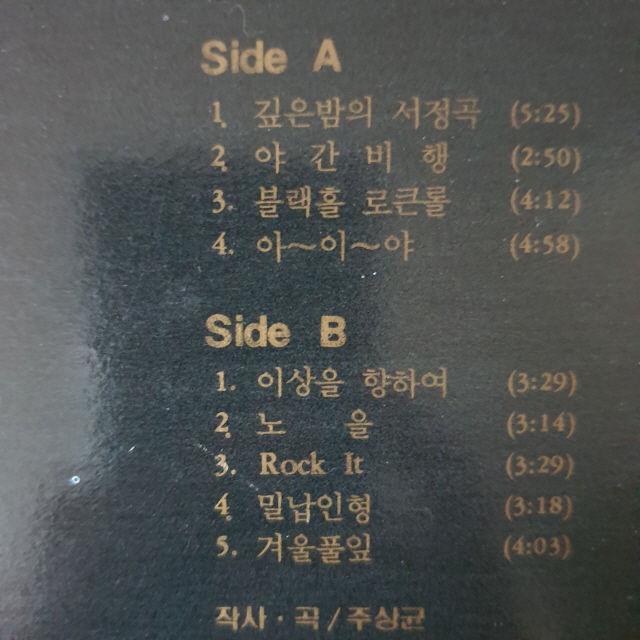 Side A
1. 깊은밤의 서정곡 (5:25)
2. 야 간 비 행 (2:50)
3. 블랙홀 로큰롤 (4:12)
4. 이~이~야 (4:58)
Side B
1. 이상을 향하여 (3:29)
2. 노 을 (3:14)
3. Rock It (3:29)
4. 밀납인형 (3:18)
5. 겨울풀잎 (4:03)
작사·곡/주상균